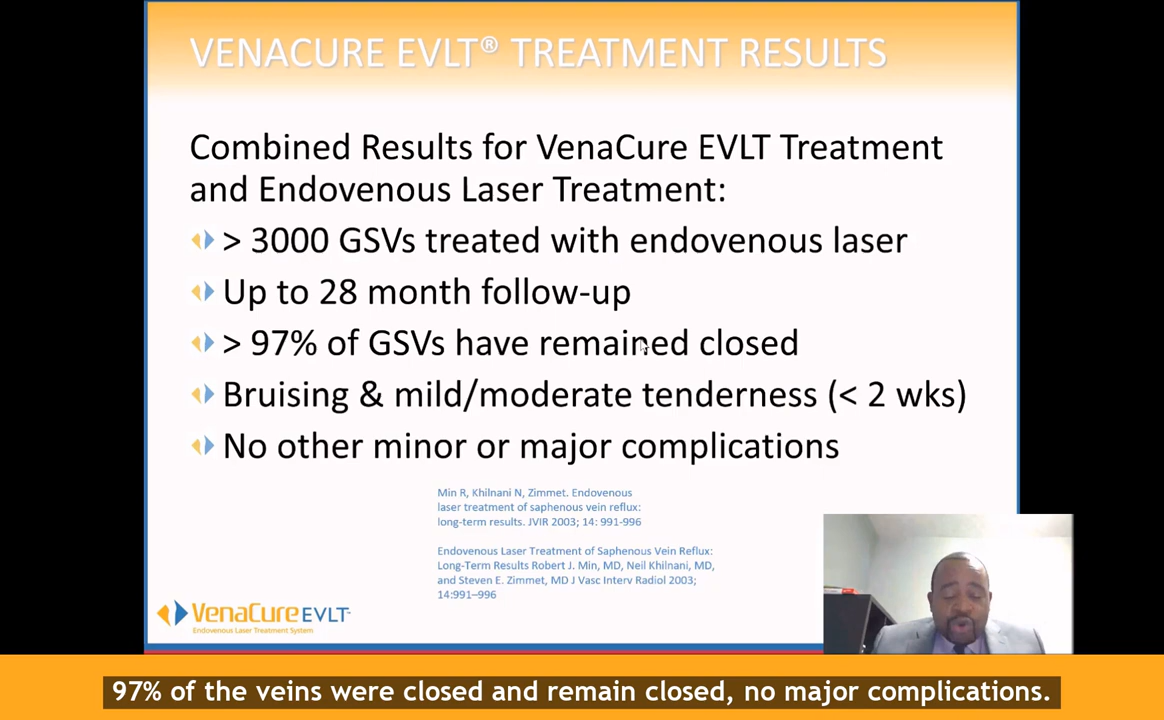 VENACURE EVLT® TREATMENT RESULTS
Combined Results for VenaCure EVLT Treatment
and Endovenous Laser Treatment:
> 3000 GSVs treated with endovenous laser
Up to 28 month follow-up
> 97% of GSVs have remained closed
Bruising & mild/moderate tenderness (< 2 wks)
No other minor or major complications
Min R, Khilnani N, Zimmet. Endovenous
laser treatment of saphenous vein reflux:
long-term results. JVIR 2003; 14: 991-996
Endovenous Laser Treatment of Saphenous Vein Reflux:
Long-Term Results Robert J. Min, MD, Neil Khilnani, MD,
and Steven E. Zimmet, MD J Vasc Interv Radiol 2003;
14:991–996
VenaCure EVLT™
Endovenous Laser Treatment System
97% of the veins were closed and remain closed, no major complications.